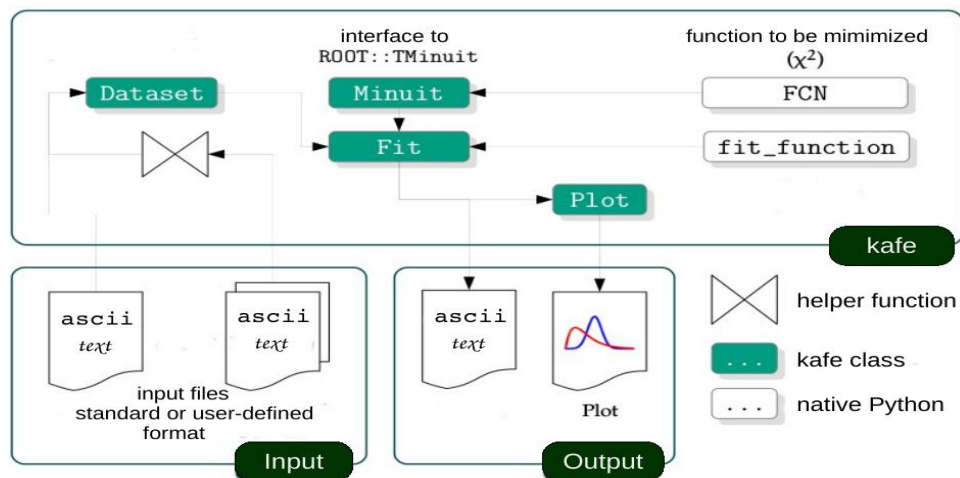 interface to
ROOT::TMinuit
function to be mimimized
(χ²)
Dataset
Minuit
FCN
Fit
fit_function
Plot
kafe
ascii
text
ascii
text
input files
standard or user-defined
format
Input
ascii
text
Plot
Output
helper function
... kafe class
... native Python